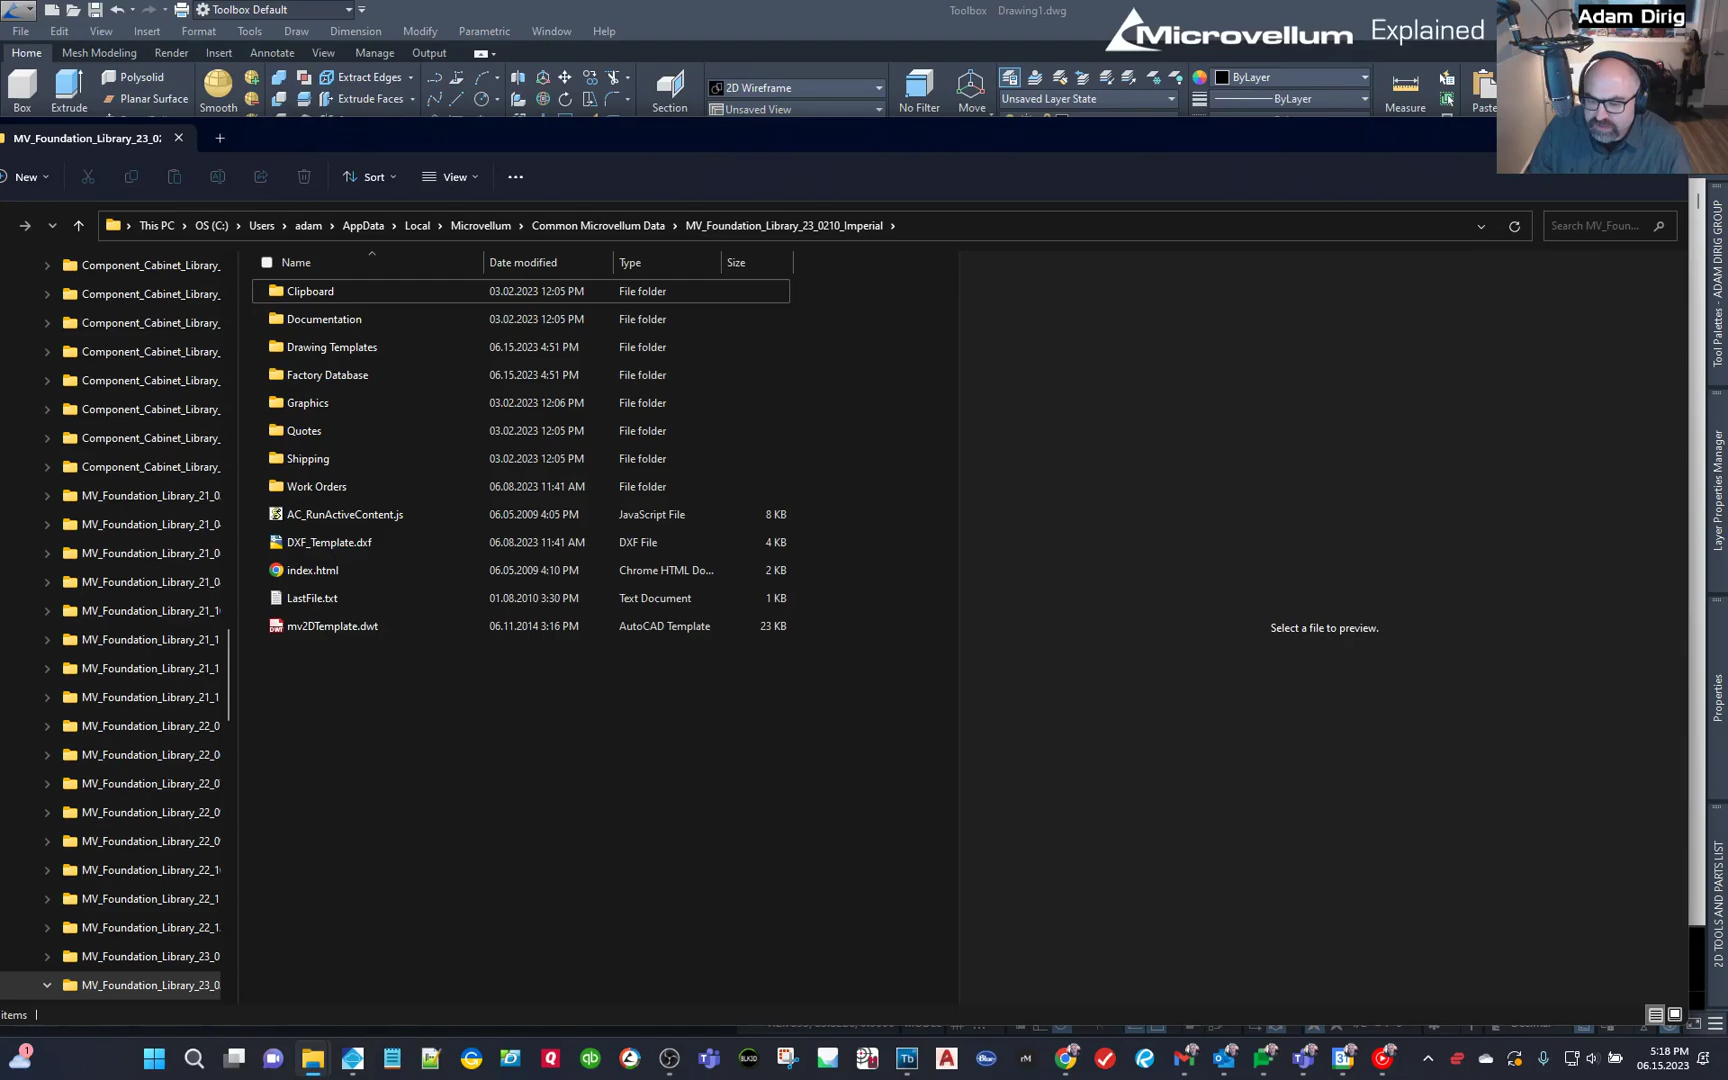 Toolbox Default
Toolbox Drawing1.dwg
Adam Dirig
Microvellum Explained
File Edit View Insert Format Tools Draw Dimension Modify Parametric Window Help
Home Mesh Modeling Render Insert Annotate View Manage Output
Polysolid Extract Edges
Planar Surface Extrude Faces
Box Extrude Smooth Section
2D Wireframe
Unsaved View
No Filter Move
Unsaved Layer State
ByLayer
ByLayer
Measure Paste
MV_Foundation_Library_23_02
New Sort View
This PC OS (C:) Users adam AppData Local Microvellum Common Microvellum Data MV_Foundation_Library_23_0210_Imperial
Search MV_Foun...
Name Date modified Type Size
Clipboard 03.02.2023 12:05 PM File folder
Documentation 03.02.2023 12:05 PM File folder
Drawing Templates 06.15.2023 4:51 PM File folder
Factory Database 06.15.2023 4:51 PM File folder
Graphics 03.02.2023 12:06 PM File folder
Quotes 03.02.2023 12:05 PM File folder
Shipping 03.02.2023 12:05 PM File folder
Work Orders 06.08.2023 11:41 AM File folder
AC_RunActiveContent.js 06.05.2009 4:05 PM JavaScript File 8 KB
DXF_Template.dxf 06.08.2023 11:41 AM DXF File 4 KB
index.html 06.05.2009 4:10 PM Chrome HTML Do... 2 KB
LastFile.txt 01.08.2010 3:30 PM Text Document 1 KB
mv2DTemplate.dwt 06.11.2014 3:16 PM AutoCAD Template 23 KB
Component_Cabinet_Library_
Component_Cabinet_Library_
Component_Cabinet_Library_
Component_Cabinet_Library_
Component_Cabinet_Library_
Component_Cabinet_Library_
Component_Cabinet_Library_
Component_Cabinet_Library_
MV_Foundation_Library_21_0
MV_Foundation_Library_21_0
MV_Foundation_Library_21_0
MV_Foundation_Library_21_0
MV_Foundation_Library_21_1
MV_Foundation_Library_21_1
MV_Foundation_Library_21_1
MV_Foundation_Library_21_1
MV_Foundation_Library_22_0
MV_Foundation_Library_22_0
MV_Foundation_Library_22_0
MV_Foundation_Library_22_0
MV_Foundation_Library_22_0
MV_Foundation_Library_22_1
MV_Foundation_Library_22_1
MV_Foundation_Library_22_1
MV_Foundation_Library_23_0
MV_Foundation_Library_23_0
Select a file to preview.
Tool Palettes - ADAM DIRIG GROUP
Layer Properties Manager
Properties
2D TOOLS AND PARTS LIST
items
5:18 PM
06.15.2023